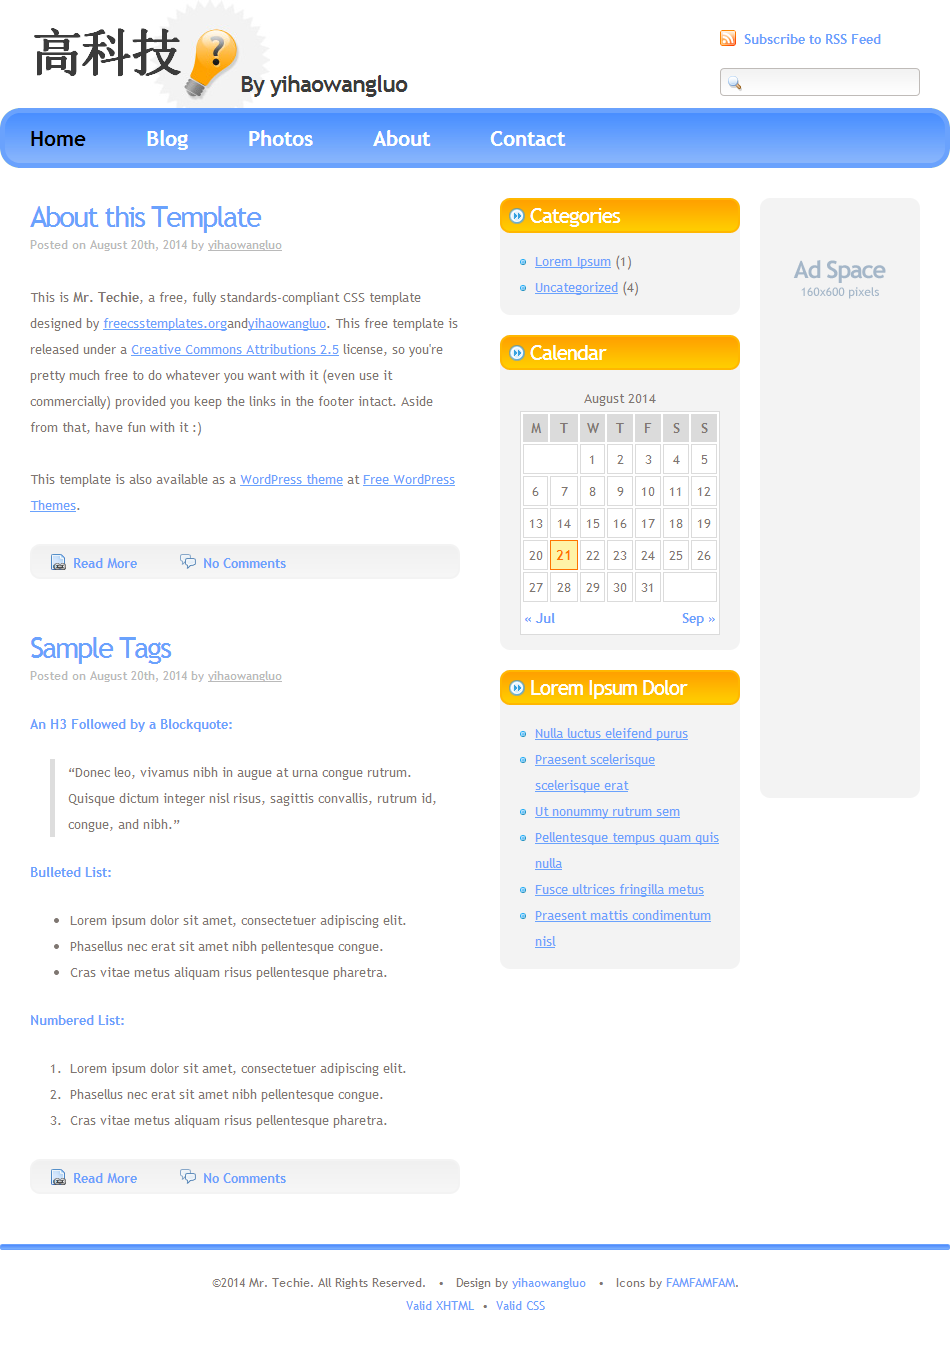 高科技
By yihaowangluo
Subscribe to RSS Feed
Home Blog Photos About Contact
About this Template
Posted on August 20th, 2014 by yihaowangluo
This is Mr. Techie, a free, fully standards-compliant CSS template
designed by freecsstemplates.organdyihaowangluo. This free template is
released under a Creative Commons Attributions 2.5 license, so you're
pretty much free to do whatever you want with it (even use it
commercially) provided you keep the links in the footer intact. Aside
from that, have fun with it :)
This template is also available as a WordPress theme at Free WordPress
Themes.
Read More No Comments
Sample Tags
Posted on August 20th, 2014 by yihaowangluo
An H3 Followed by a Blockquote:
“Donec leo, vivamus nibh in augue at urna congue rutrum.
Quisque dictum integer nisl risus, sagittis convallis, rutrum id,
congue, and nibh.”
Bulleted List:
• Lorem ipsum dolor sit amet, consectetuer adipiscing elit.
• Phasellus nec erat sit amet nibh pellentesque congue.
• Cras vitae metus aliquam risus pellentesque pharetra.
Numbered List:
1. Lorem ipsum dolor sit amet, consectetuer adipiscing elit.
2. Phasellus nec erat sit amet nibh pellentesque congue.
3. Cras vitae metus aliquam risus pellentesque pharetra.
Read More No Comments
Categories
Lorem Ipsum (1)
Uncategorized (4)
Calendar
August 2014
M T W T F S S
1 2 3 4 5
6 7 8 9 10 11 12
13 14 15 16 17 18 19
20 21 22 23 24 25 26
27 28 29 30 31
« Jul Sep »
Lorem Ipsum Dolor
Nulla luctus eleifend purus
Praesent scelerisque
scelerisque erat
Ut nonummy rutrum sem
Pellentesque tempus quam quis
nulla
Fusce ultrices fringilla metus
Praesent mattis condimentum
nisl
Ad Space
160x600 pixels
©2014 Mr. Techie. All Rights Reserved. • Design by yihaowangluo • Icons by FAMFAMFAM.
Valid XHTML • Valid CSS